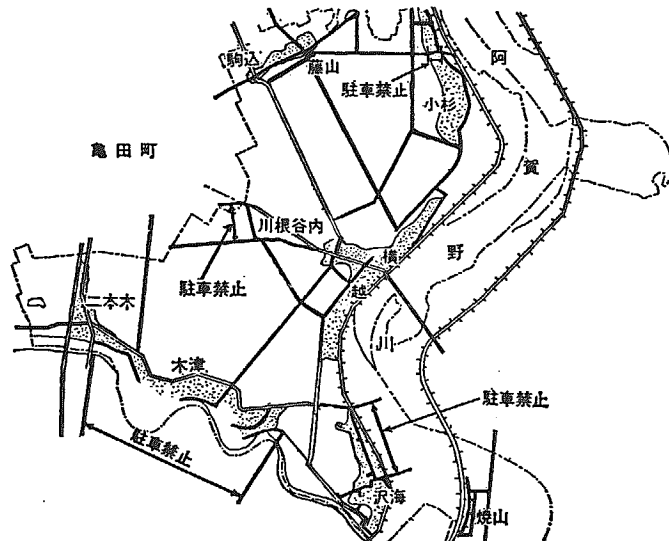 駒込
藤山
駐車禁止
小杉
阿賀野川
亀田町
川根谷内
横越
駐車禁止
二本木
木津
駐車禁止
駐車禁止
沢海
焼山